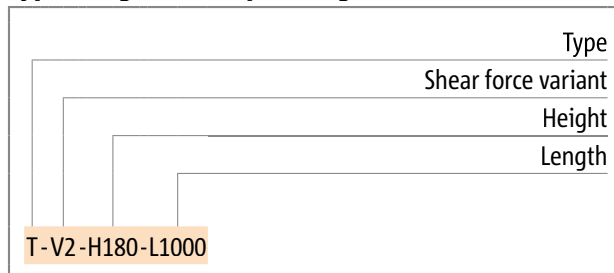 Type
Shear force variant
Height
Length
T-V2-H180-L1000